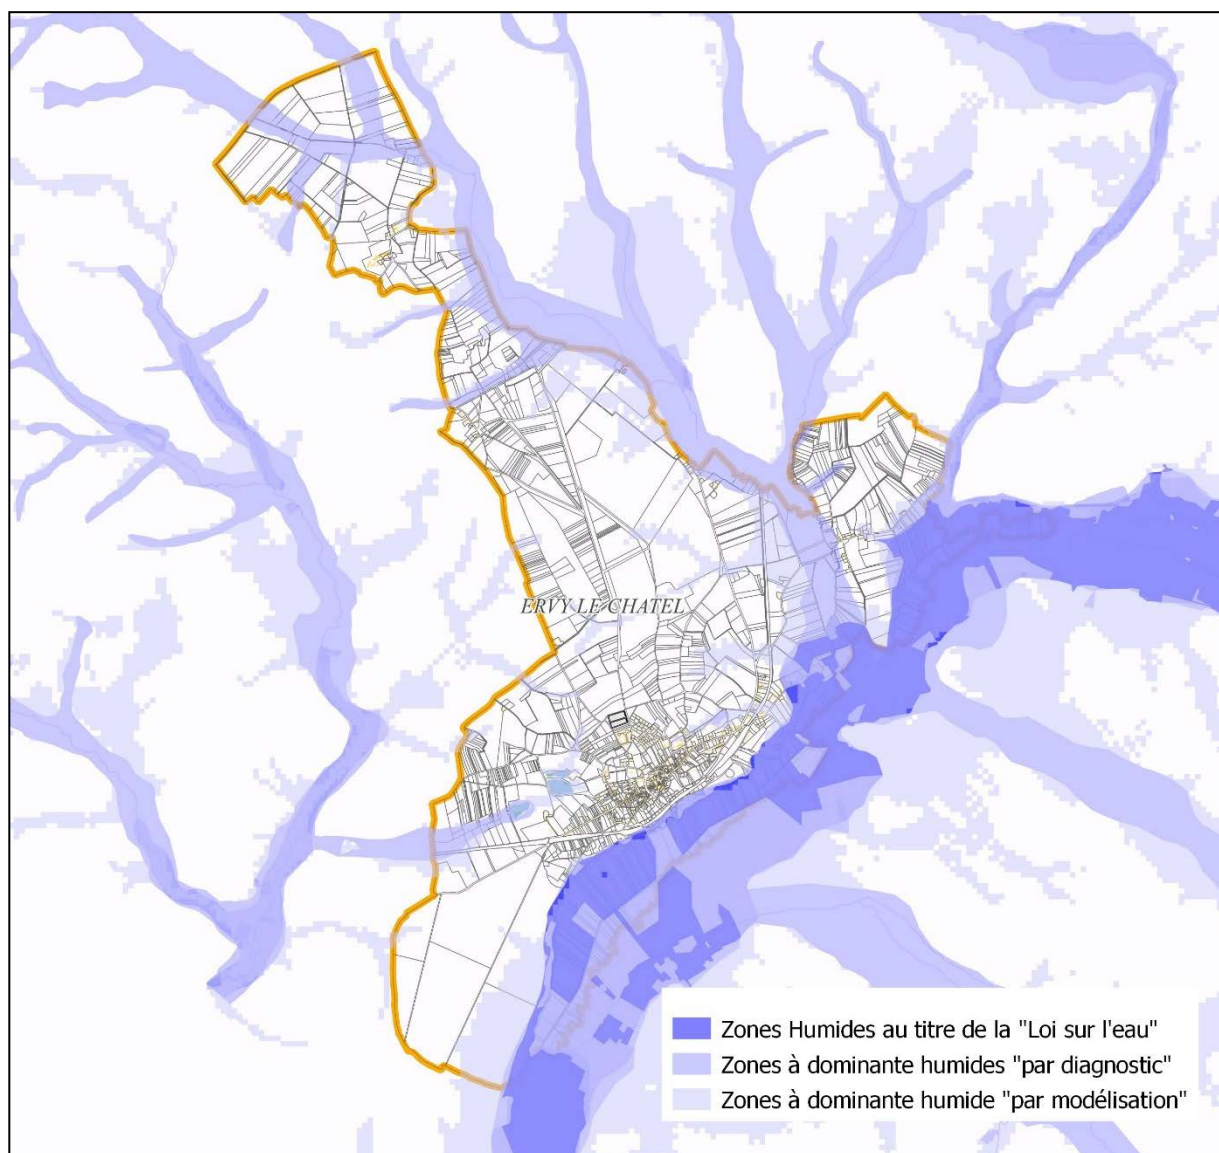 ERVY LE CHATEL
Zones Humides au titre de la "Loi sur l'eau"
Zones à dominante humides "par diagnostic"
Zones à dominante humide "par modélisation"